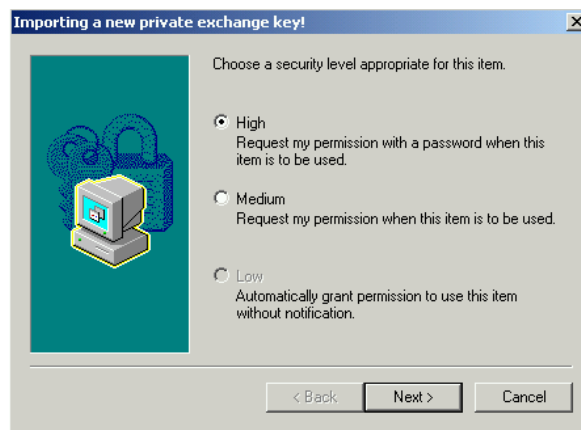 Importing a new private exchange key!
Choose a security level appropriate for this item.
High
Request my permission with a password when this
item is to be used.
Medium
Request my permission when this item is to be used.
Low
Automatically grant permission to use this item
without notification.
< Back
Next >
Cancel